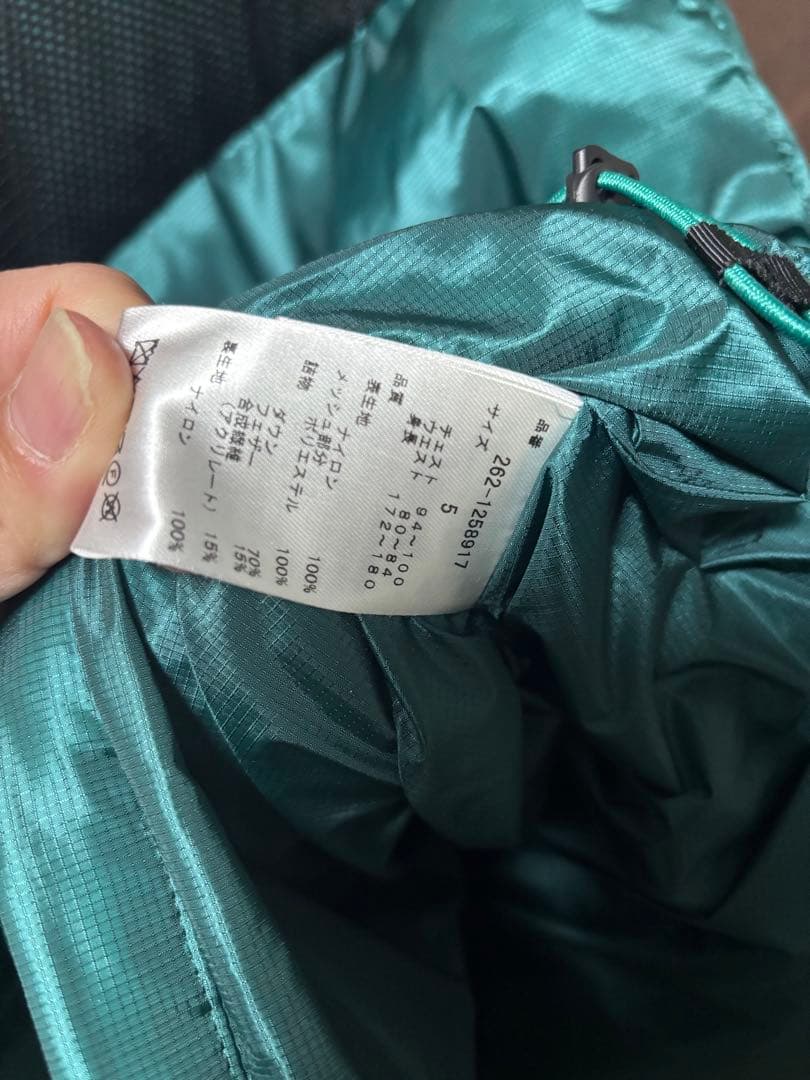 品番 262-1258917
サイズ 5
チェスト 94~100
ウエスト 80~84
身長 172~180
品質
表生地 ナイロン 100%
メッシュ部分 ポリエステル 100%
詰物 ダウン 70%
フェザー 15%
合成繊維
(アクリレート) 15%
裏生地 ナイロン 100%